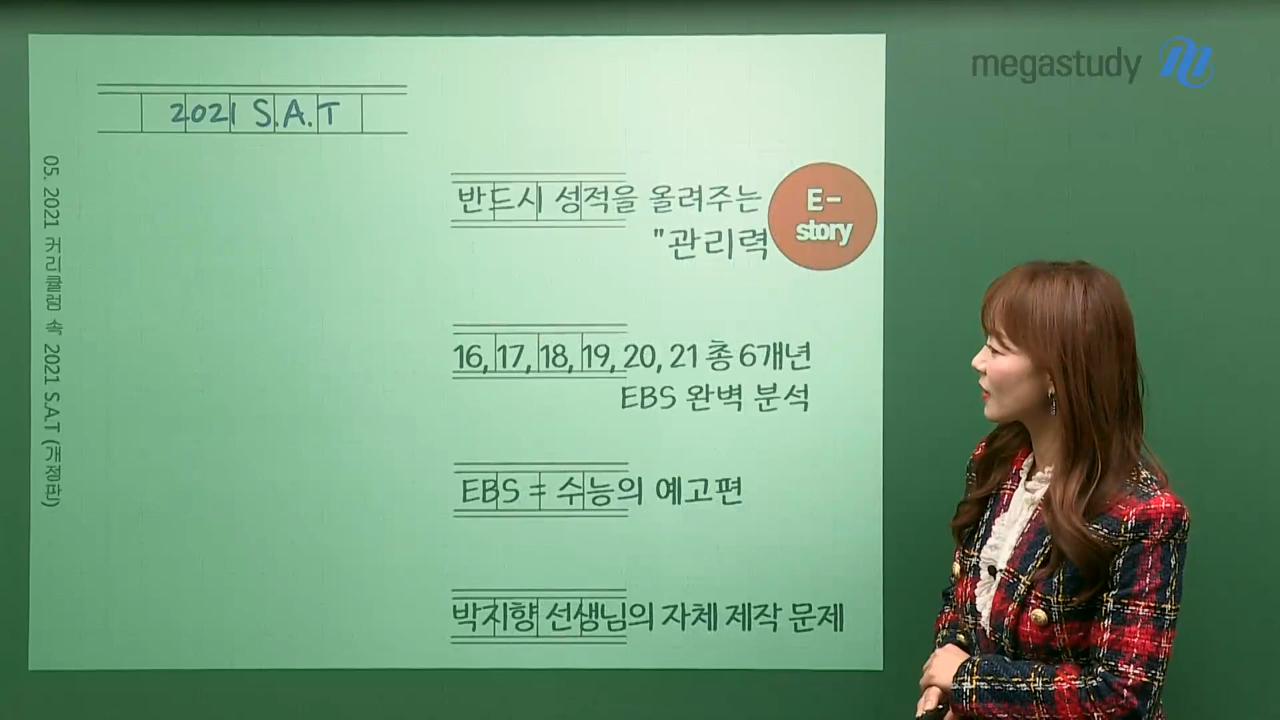 megastudy
2021 S.A.T
05. 2021 커리큘럼 속 2021 S.A.T (개정판)
반드시 성적을 올려주는
"관리력
E-
story
16, 17, 18, 19, 20, 21 총 6개년
EBS 완벽 분석
EBS = 수능의 예고편
박지향 선생님의 자체 제작 문제